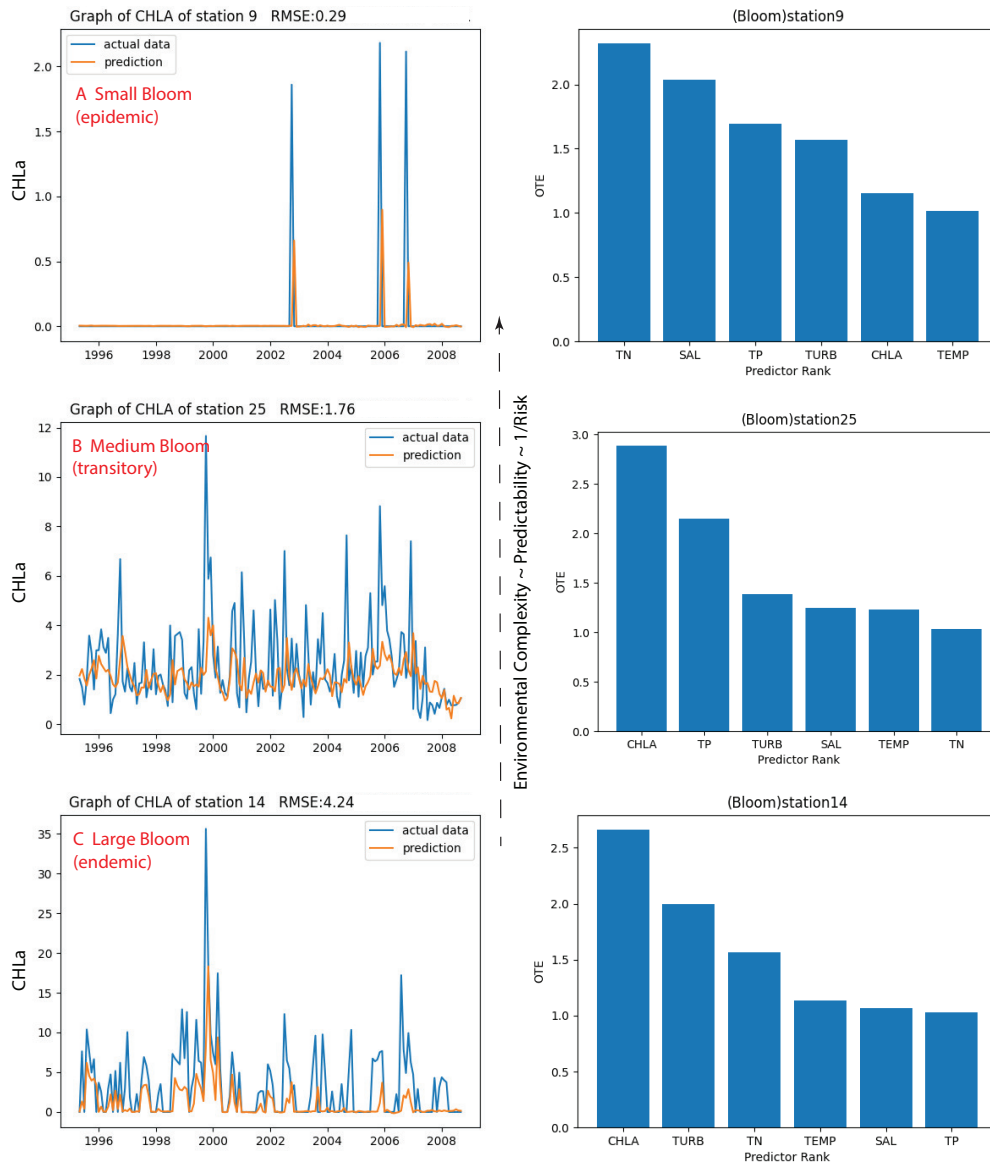 Graph of CHLA of station 9 RMSE:0.29
actual data
prediction
A Small Bloom
(epidemic)
CHLa
2.0
1.5
1.0
0.5
0.0
1996 1998 2000 2002 2004 2006 2008
(Bloom)station9
OTE
2.0
1.5
1.0
0.5
0.0
TN SAL TP TURB CHLA TEMP
Predictor Rank
Graph of CHLA of station 25 RMSE:1.76
actual data
prediction
B Medium Bloom
(transitory)
CHLa
12
10
8
6
4
2
0
1996 1998 2000 2002 2004 2006 2008
Environmental Complexity ~ Predictability ~ 1/Risk
(Bloom)station25
OTE
3.0
2.5
2.0
1.5
1.0
0.5
0.0
CHLA TP TURB SAL TEMP TN
Predictor Rank
Graph of CHLA of station 14 RMSE:4.24
actual data
prediction
C Large Bloom
(endemic)
CHLa
35
30
25
20
15
10
5
0
1996 1998 2000 2002 2004 2006 2008
(Bloom)station14
OTE
2.5
2.0
1.5
1.0
0.5
0.0
CHLA TURB TN TEMP SAL TP
Predictor Rank